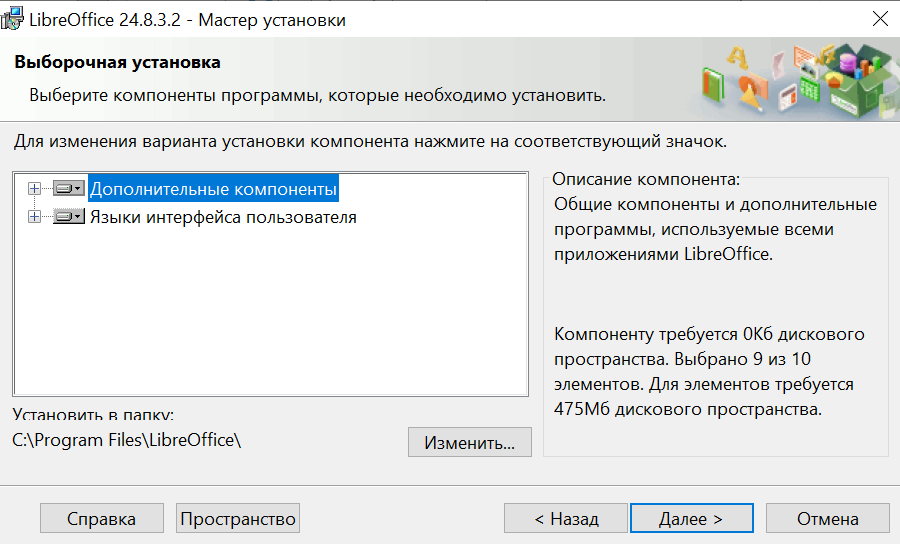 LibreOffice 24.8.3.2 - Мастер установки
Выборочная установка
Выберите компоненты программы, которые необходимо установить.
Для изменения варианта установки компонента нажмите на соответствующий значок.
Дополнительные компоненты
Языки интерфейса пользователя
Описание компонента:
Общие компоненты и дополнительные
программы, используемые всеми
приложениями LibreOffice.
Компоненту требуется 0Кб дискового
пространства. Выбрано 9 из 10
элементов. Для элементов требуется
475Мб дискового пространства.
Установить в папку:
C:\Program Files\LibreOffice\
Изменить...
Справка
Пространство
< Назад
Далее >
Отмена